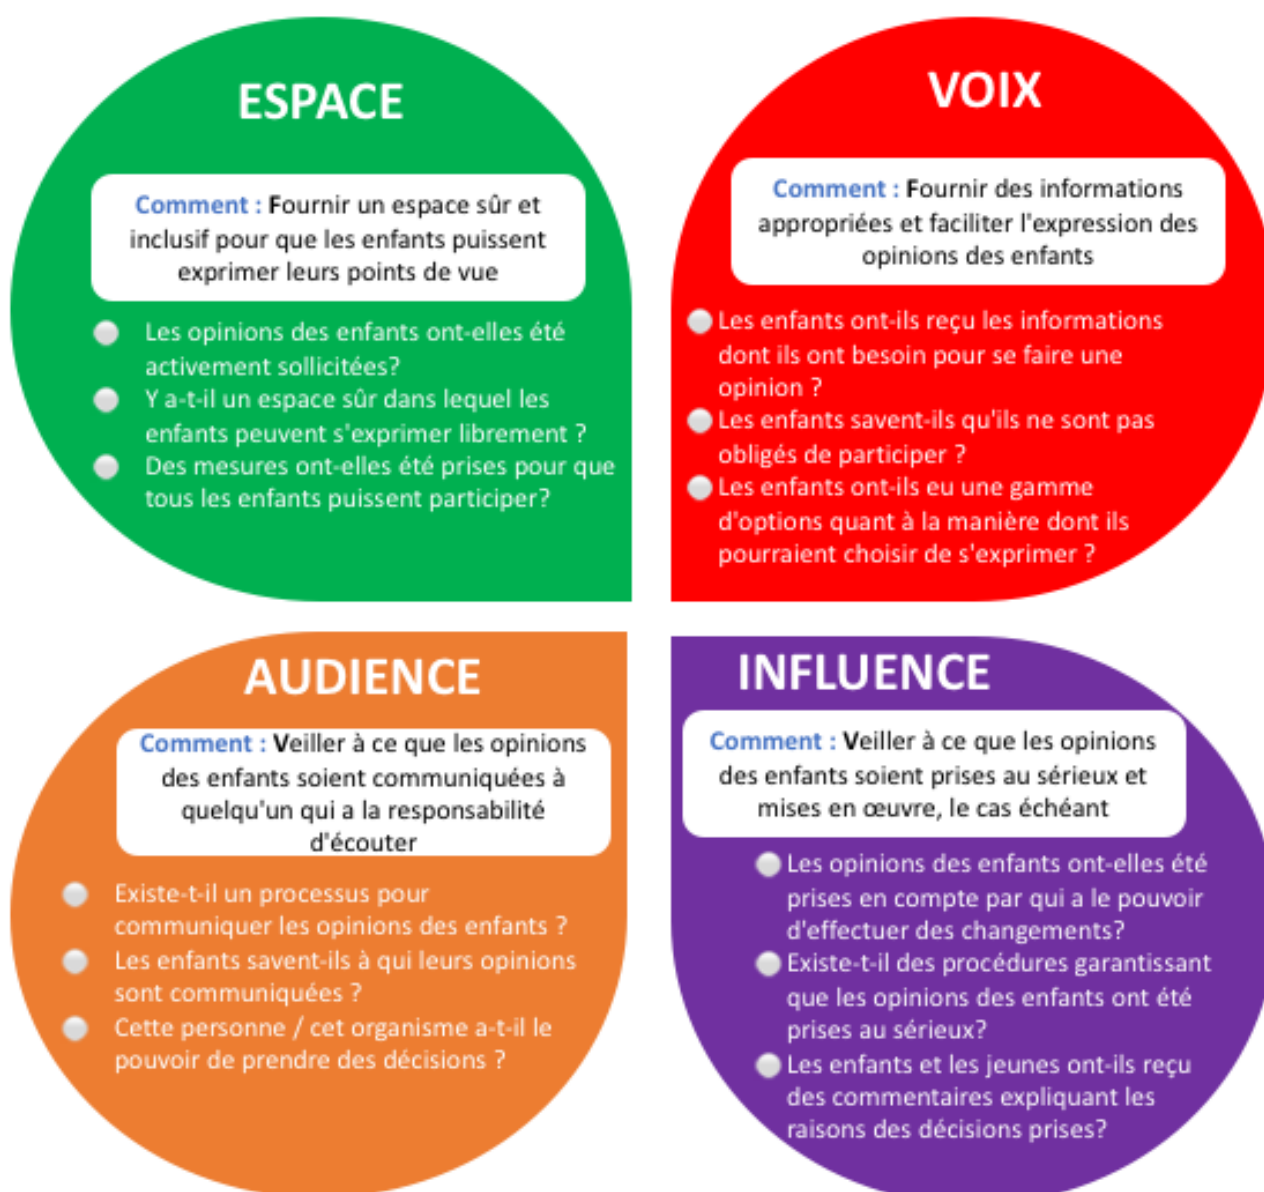 ESPACE
Comment : Fournir un espace sûr et
inclusif pour que les enfants puissent
exprimer leurs points de vue
Les opinions des enfants ont-elles été
activement sollicitées?
Y a-t-il un espace sûr dans lequel les
enfants peuvent s'exprimer librement ?
Des mesures ont-elles été prises pour que
tous les enfants puissent participer?
VOIX
Comment : Fournir des informations
appropriées et faciliter l'expression des
opinions des enfants
Les enfants ont-ils reçu les informations
dont ils ont besoin pour se faire une
opinion ?
Les enfants savent-ils qu'ils ne sont pas
obligés de participer ?
Les enfants ont-ils eu une gamme
d'options quant à la manière dont ils
pourraient choisir de s'exprimer ?
AUDIENCE
Comment : Veiller à ce que les opinions
des enfants soient communiquées à
quelqu'un qui a la responsabilité
d'écouter
Existe-t-il un processus pour
communiquer les opinions des enfants ?
Les enfants savent-ils à qui leurs opinions
sont communiquées ?
Cette personne / cet organisme a-t-il le
pouvoir de prendre des décisions ?
INFLUENCE
Comment : Veiller à ce que les opinions
des enfants soient prises au sérieux et
mises en œuvre, le cas échéant
Les opinions des enfants ont-elles été
prises en compte par qui a le pouvoir
d'effectuer des changements?
Existe-t-il des procédures garantissant
que les opinions des enfants ont été
prises au sérieux?
Les enfants et les jeunes ont-ils reçu
des commentaires expliquant les
raisons des décisions prises?